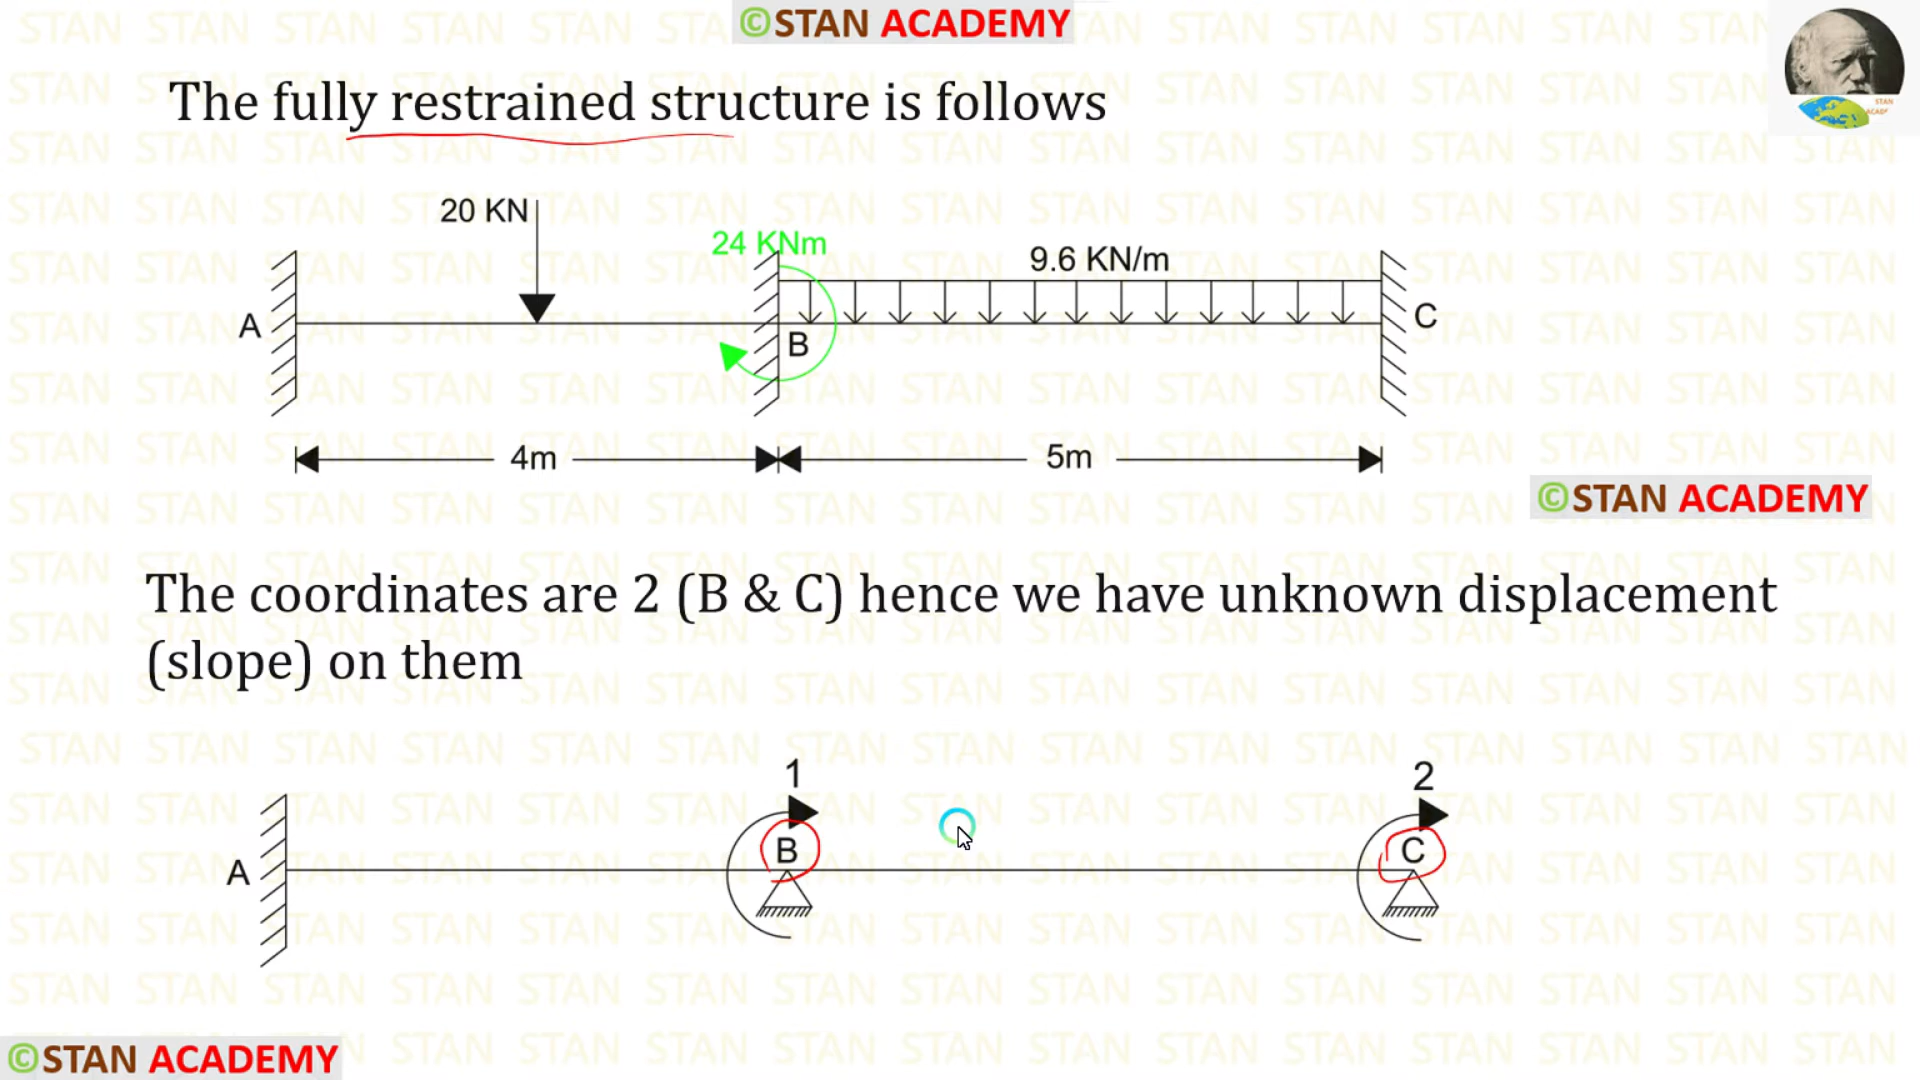 ©STAN ACADEMY
The fully restrained structure is follows
20 KN
24 KNm
9.6 KN/m
A
B
C
4m
5m
©STAN ACADEMY
The coordinates are 2 (B & C) hence we have unknown displacement
(slope) on them
1
2
A
B
C
©STAN ACADEMY